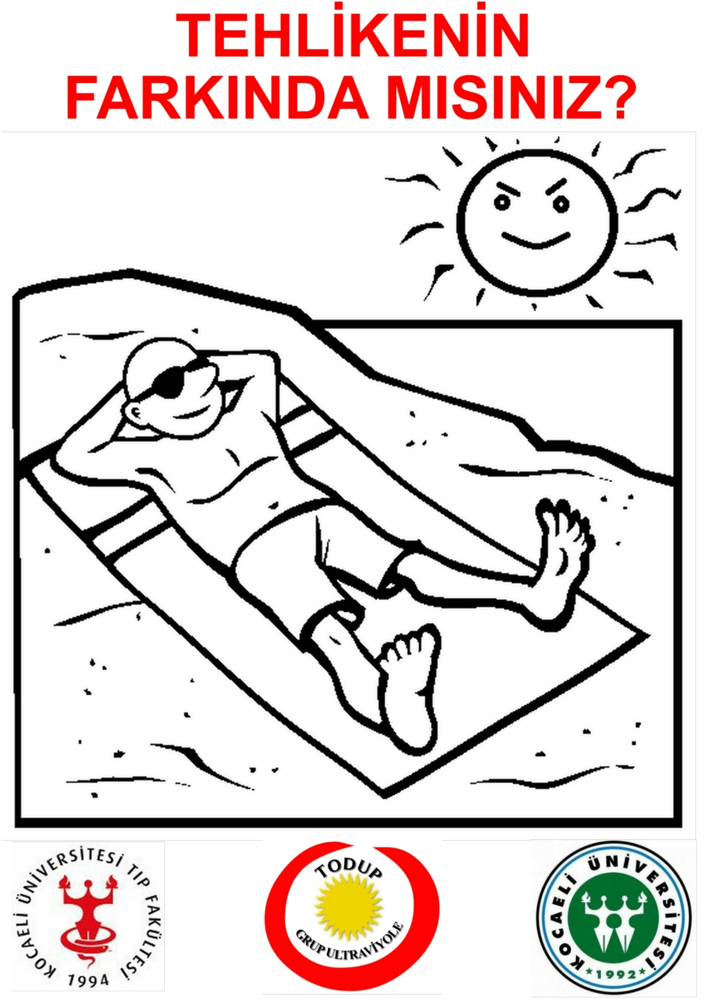 TEHLİKENİN
FARKINDA MISINIZ?
KOCAELİ ÜNİVERSİTESİ TIP FAKÜLTESİ
1994
TODUP
GRUP ULTRAVİYOLE
KOCAELİ ÜNİVERSİTESİ
1992